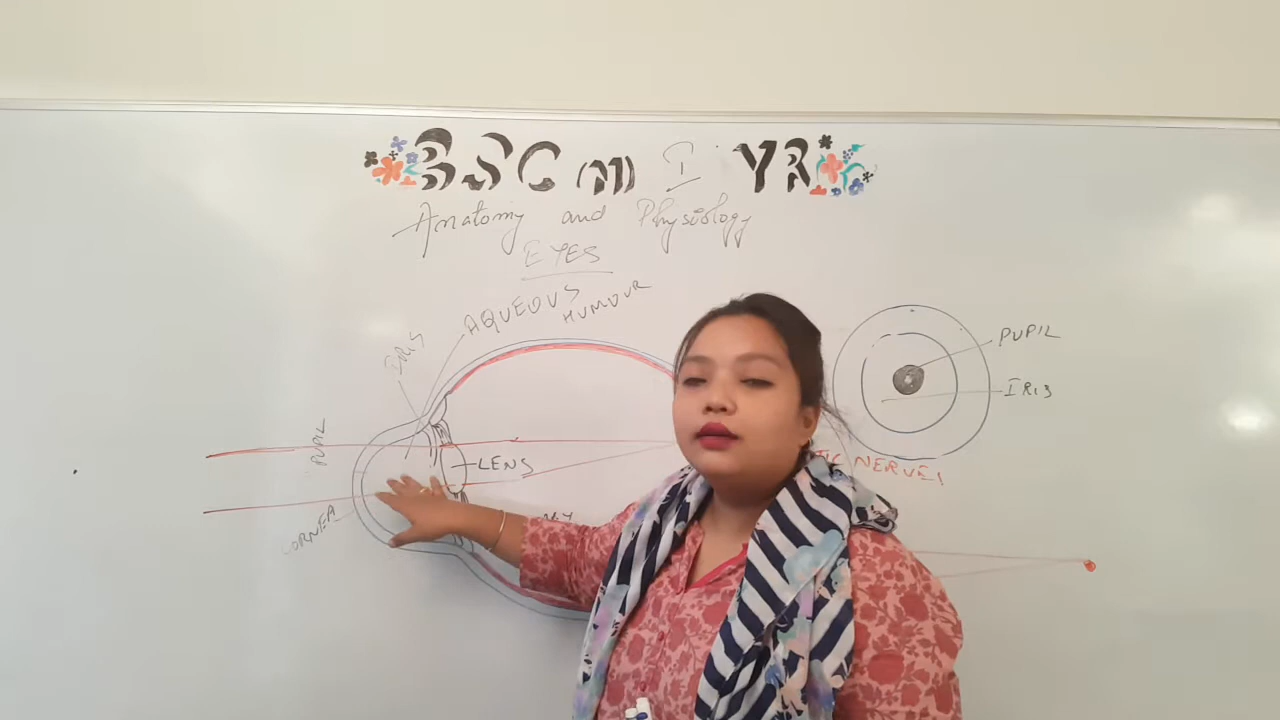 BSC (N) I YR
Anatomy and Physiology
EYES
AQUEOUS
HUMOUR
IRIS
PUPIL
LENS
CORNEA
PUPIL
IRIS
NERVE